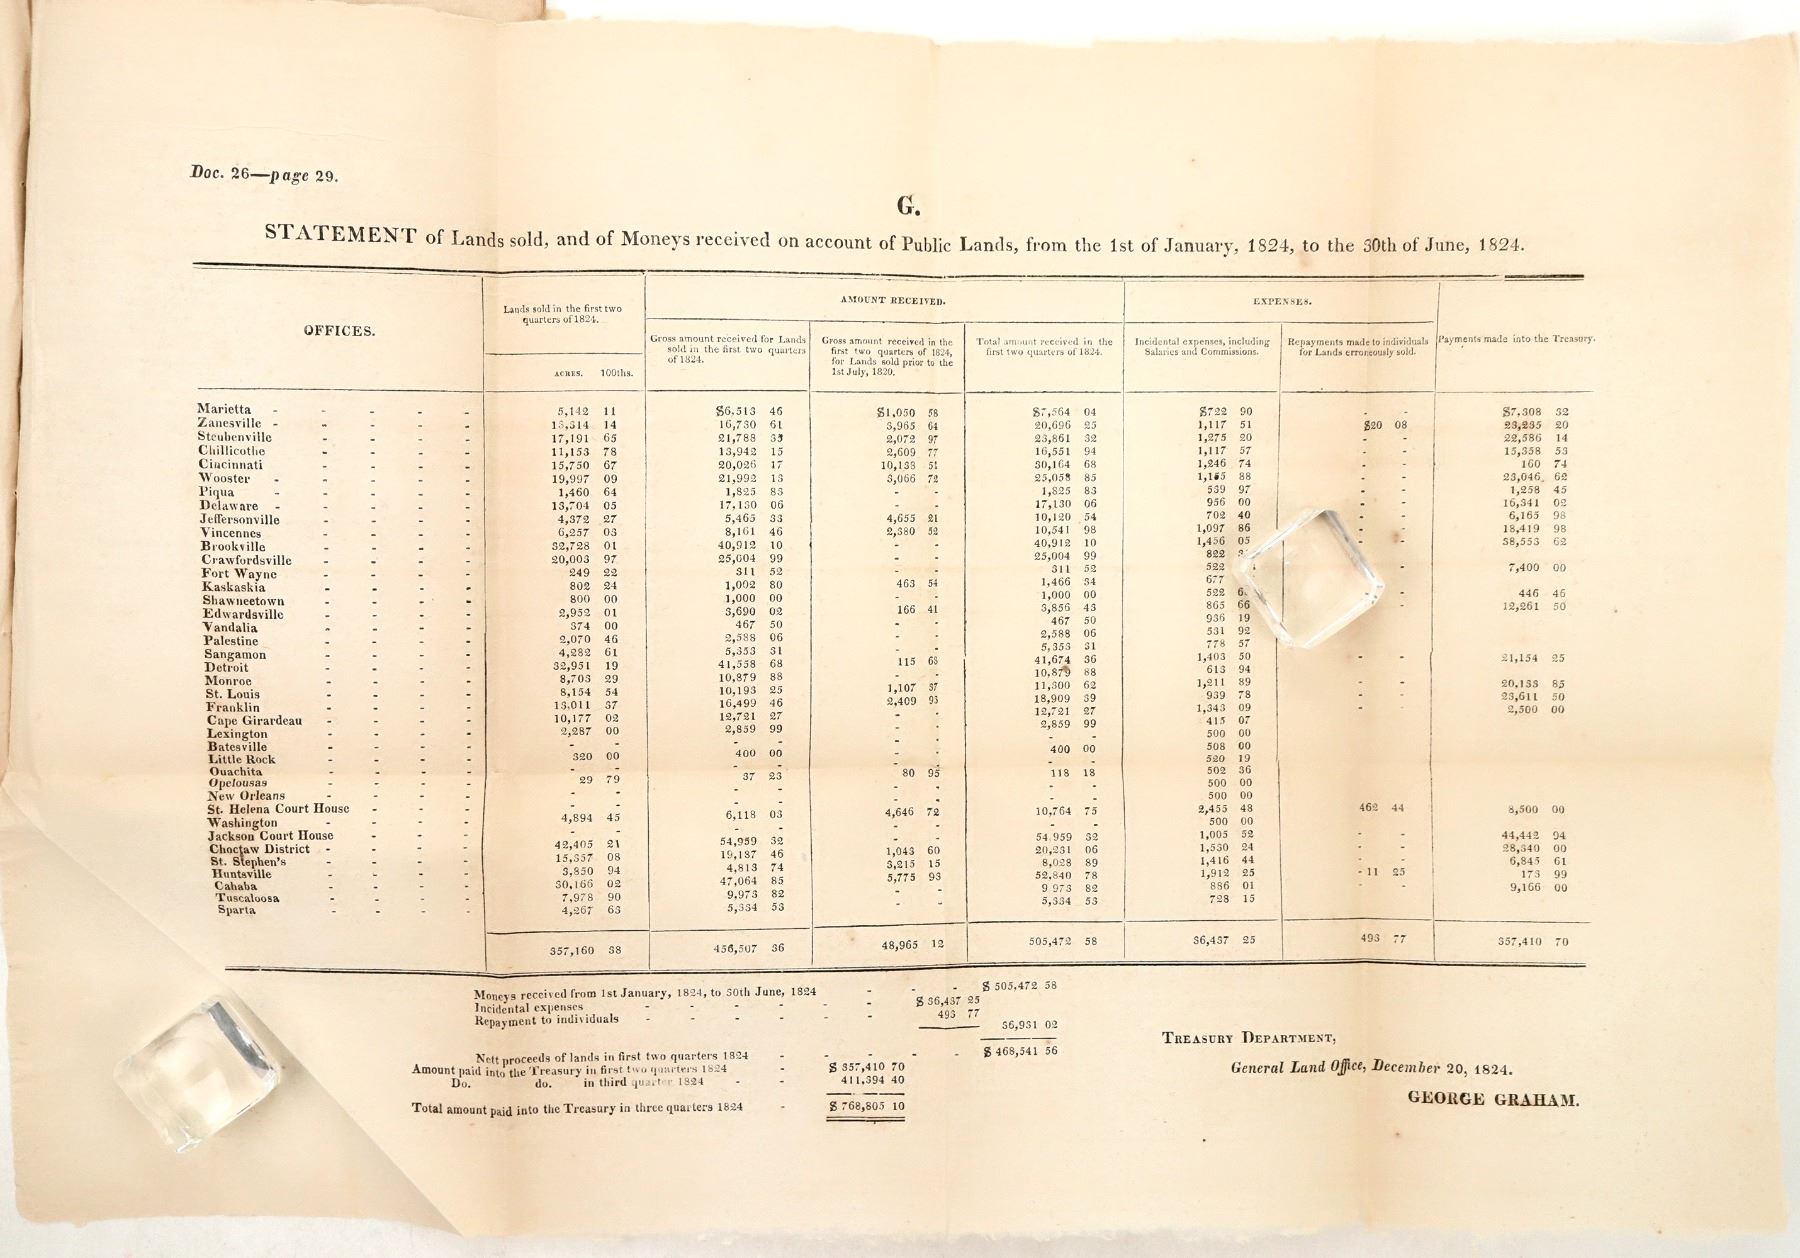 Doc. 26—page 29.
G.
STATEMENT of Lands sold, and of Moneys received on account of Public Lands, from the 1st of January, 1824, to the 30th of June, 1824.
OFFICES.
Lands sold in the first two
quarters of 1824.
ACRES. 100ths.
AMOUNT RECEIVED.
Gross amount received for Lands
sold in the first two quarters
of 1824.
Gross amount received in the
first two quarters of 1824,
for Lands sold prior to the
1st July, 1820.
Total amount received in the
first two quarters of 1824.
EXPENSES.
Incidental expenses, including
Salaries and Commissions.
Repayments made to individuals
for Lands erroneously sold.
Payments made into the Treasury.
Marietta 5,142 11 $6,513 46 $1,050 58 $7,564 04 $722 90 - - $7,308 32
Zanesville 13,314 14 16,730 61 3,965 64 20,696 25 1,117 51 $20 08 23,235 20
Steubenville 17,191 65 21,788 35 2,072 97 23,861 32 1,275 20 - - 22,586 14
Chillicothe 11,153 78 13,942 15 2,609 77 16,551 94 1,117 57 - - 15,358 53
Cincinnati 15,750 67 20,026 17 10,138 51 30,164 68 1,246 74 - - 160 74
Wooster 19,997 09 21,992 13 3,066 72 25,058 85 1,165 88 - - 23,046 62
Piqua 1,460 64 1,825 83 - - 1,825 83 539 97 - - 1,258 45
Delaware 13,704 05 17,130 06 - - 17,130 06 956 00 16,341 02
Jeffersonville 4,372 27 5,465 33 4,655 21 10,120 54 702 40 6,165 98
Vincennes 6,257 03 8,161 46 2,380 52 10,541 98 1,097 86 18,419 98
Brookville 32,728 01 40,912 10 - - 40,912 10 1,456 05 38,553 62
Crawfordsville 20,003 97 25,004 99 - - 25,004 99 822
Fort Wayne 249 22 311 52 - - 311 52 522 7,400 00
Kaskaskia 802 24 1,002 80 463 54 1,466 34 677
Shawneetown 800 00 1,000 00 - - 1,000 00 522 446 46
Edwardsville 2,952 01 3,690 02 166 41 3,856 43 865 66 12,261 50
Vandalia 374 00 467 50 - - 467 50 936 19
Palestine 2,070 46 2,588 06 - - 2,588 06 531 92
Sangamon 4,282 61 5,353 31 - - 5,353 31 778 57
Detroit 32,951 19 41,558 68 115 68 41,674 36 1,403 50 - - 21,154 25
Monroe 8,703 29 10,879 88 - - 10,879 88 613 94
St. Louis 8,154 54 10,193 25 1,107 37 11,300 62 1,211 89 - - 20,133 85
Franklin 13,011 37 16,499 46 2,409 93 18,909 39 939 78 - - 23,611 50
Cape Girardeau 10,177 02 12,721 27 - - 12,721 27 1,343 09 - - 2,500 00
Lexington 2,287 00 2,859 99 - - 2,859 99 415 07
Batesville - - - - - - - - 500 00
Little Rock 320 00 400 00 - - 400 00 508 00
Ouachita - - - - - - - - 520 19
Opelousas 29 79 37 23 80 95 118 18 502 36
New Orleans - - - - - - - - 500 00
St. Helena Court House - - - - - - - - 500 00
Washington 4,894 45 6,118 03 4,646 72 10,764 75 2,455 48 462 44 8,500 00
Jackson Court House - - - - - - - - 500 00
Choctaw District 42,405 21 54,959 32 - - 54 959 32 1,005 52 - - 44,442 94
St. Stephen's 15,357 08 19,187 46 1,043 60 20,231 06 1,530 24 - - 28,340 00
Huntsville 3,850 94 4,813 74 3,215 15 8,028 89 1,416 44 - - 6,845 61
Cahaba 30,166 02 47,064 85 5,775 93 52,840 78 1,912 25 - 11 25 173 99
Tuscaloosa 7,978 90 9,973 82 - - 9 973 82 886 01 - - 9,166 00
Sparta 4,267 63 5,334 53 - - 5,334 53 728 15
357,160 38 456,507 36 48,965 12 505,472 58 36,437 25 493 77 357,410 70
Moneys received from 1st January, 1824, to 30th June, 1824 - - - $ 505,472 58
Incidental expenses - - - - - - $ 36,437 25
Repayment to individuals - - - - - - 493 77
36,931 02
Nett proceeds of lands in first two quarters 1824 - - - - - $ 468,541 56
Amount paid into the Treasury in first two quarters 1824 - $ 357,410 70
Do. do. in third quarter 1824 - - 411,394 40
Total amount paid into the Treasury in three quarters 1824 - $ 768,805 10
TREASURY DEPARTMENT,
General Land Office, December 20, 1824.
GEORGE GRAHAM.